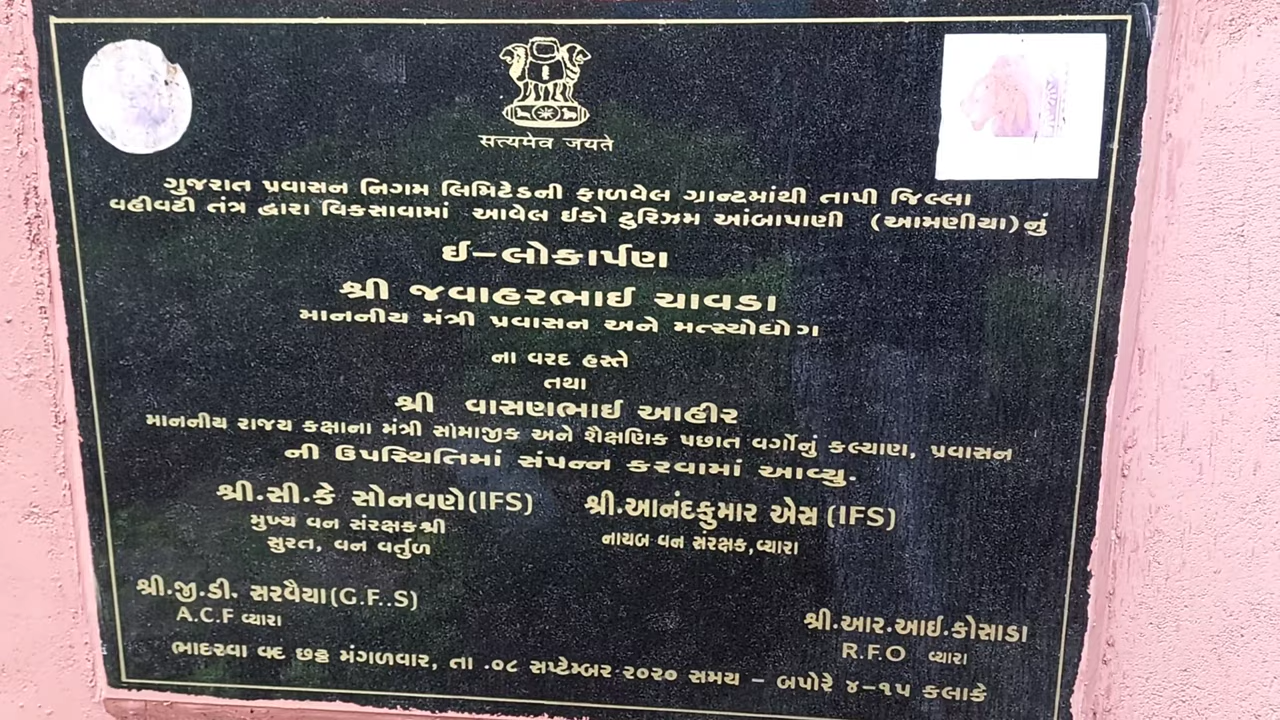 सत्यमेव जयते
ગુજરાત પ્રવાસન નિગમ લિમિટેડની ફાળવેલ ગ્રાન્ટમાંથી તાપી જિલ્લા
વહીવટી તંત્ર દ્વારા વિકસાવામાં આવેલ ઈકો ટુરિઝમ આંબાપાણી (આમણીયા) નું
ઈ-લોકાર્પણ
શ્રી જવાહરભાઈ ચાવડા
માનનીય મંત્રી પ્રવાસન અને મત્સ્યોધોગ
ના વરદ હસ્તે
તથા
શ્રી વાસણભાઈ આહીર
માનનીય રાજય કક્ષાના મંત્રી સોમાજીક અને શૈક્ષણિક પછાત વર્ગોનું કલ્યાણ, પ્રવાસન
ની ઉપસ્થિતિમાં સંપન્ન કરવામાં આવ્યુ.
શ્રી.સી.કે સોનવણે(IFS) શ્રી.આનંદકુમાર એસ (IFS)
મુખ્ય વન સંરક્ષકશ્રી નાયબ વન સંરક્ષક,વ્યારા
સુરત, વન વર્તુળ
શ્રી.જી.ડી. સરવૈયા(G.F..S) શ્રી.આર.આઈ.કોસાડા
A.C.F વ્યારા R.F.O વ્યારા
ભાદરવા વદ છઠ્ઠ મંગળવાર, તા .૦૮ સપ્ટેમ્બર ૨૦૨૦ સમય - બપોરે ૪-૧૫ કલાકે